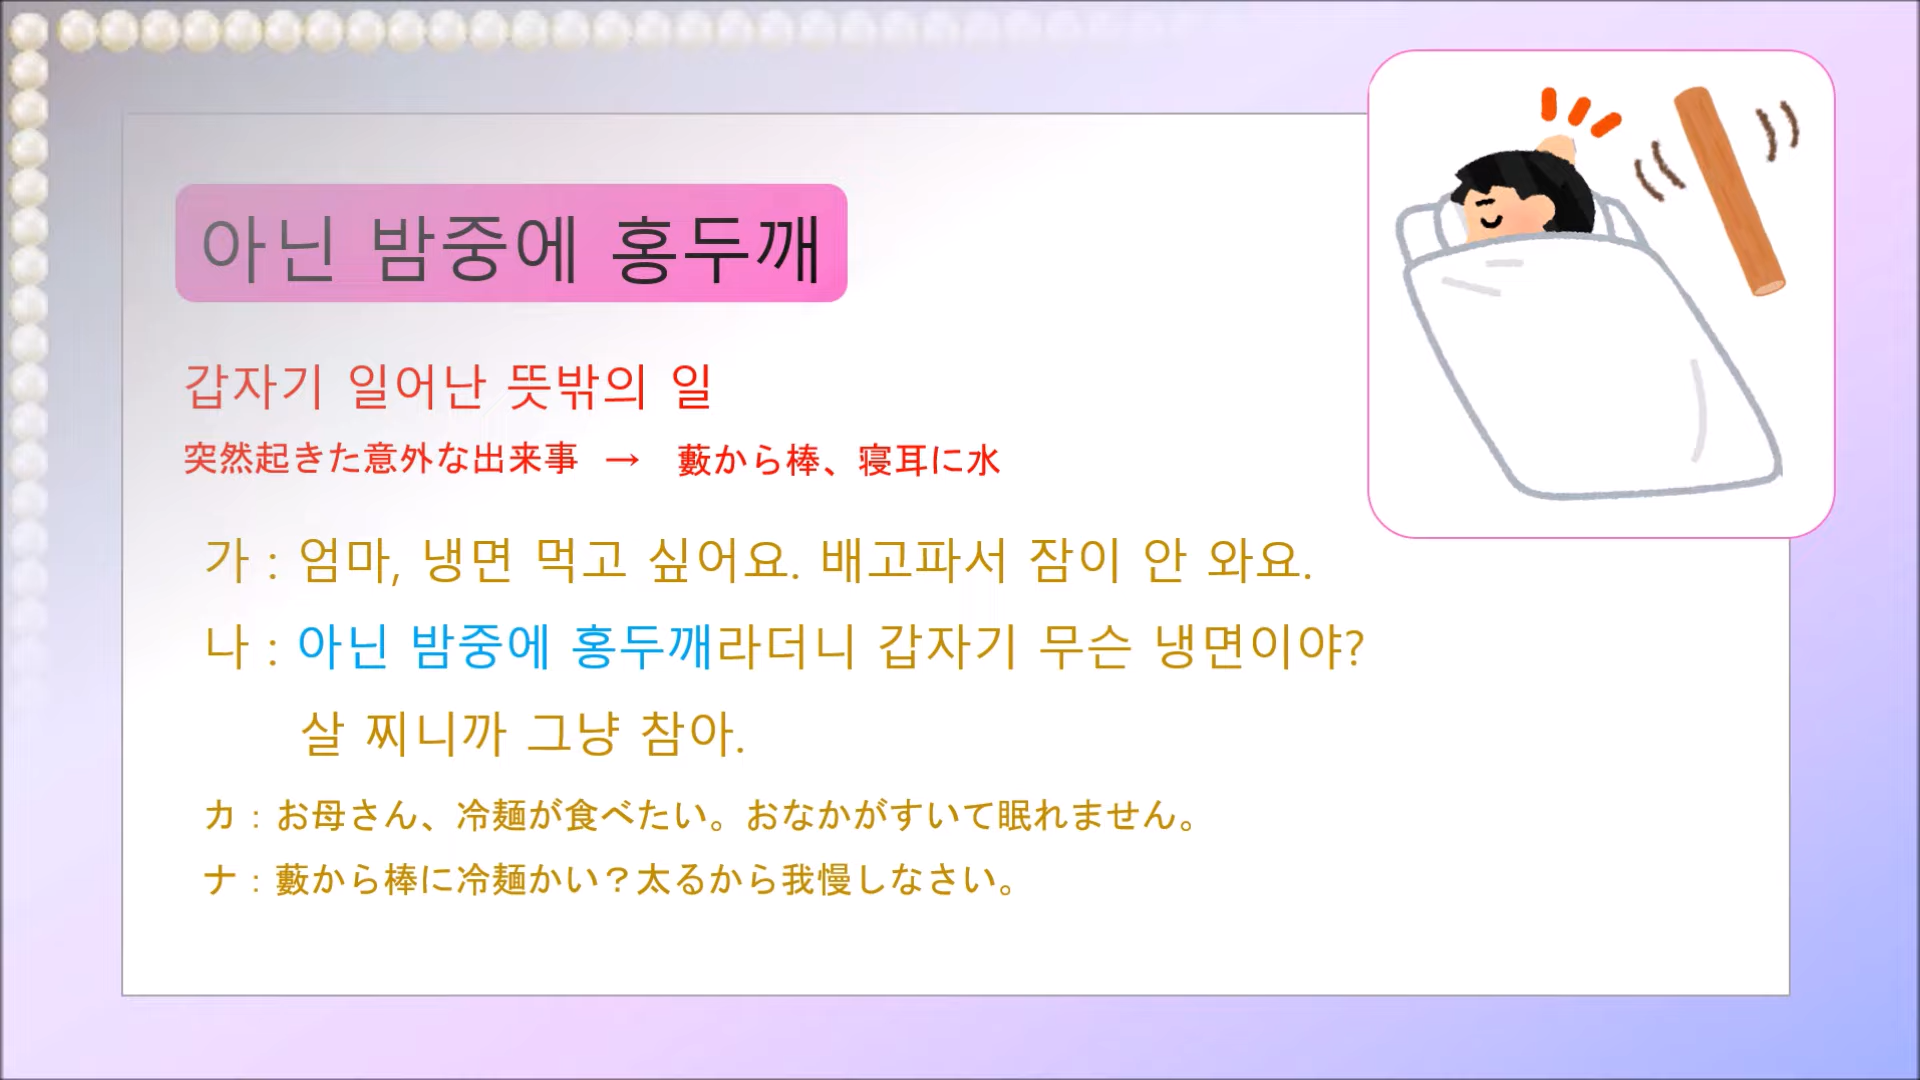 아닌 밤중에 홍두깨
갑자기 일어난 뜻밖의 일
突然起きた意外な出来事 → 藪から棒、寝耳に水
가 : 엄마, 냉면 먹고 싶어요. 배고파서 잠이 안 와요.
나 : 아닌 밤중에 홍두깨라더니 갑자기 무슨 냉면이야?
살 찌니까 그냥 참아.
カ : お母さん、冷麺が食べたい。おなかがすいて眠れません。
ナ : 藪から棒に冷麺かい？太るから我慢しなさい。